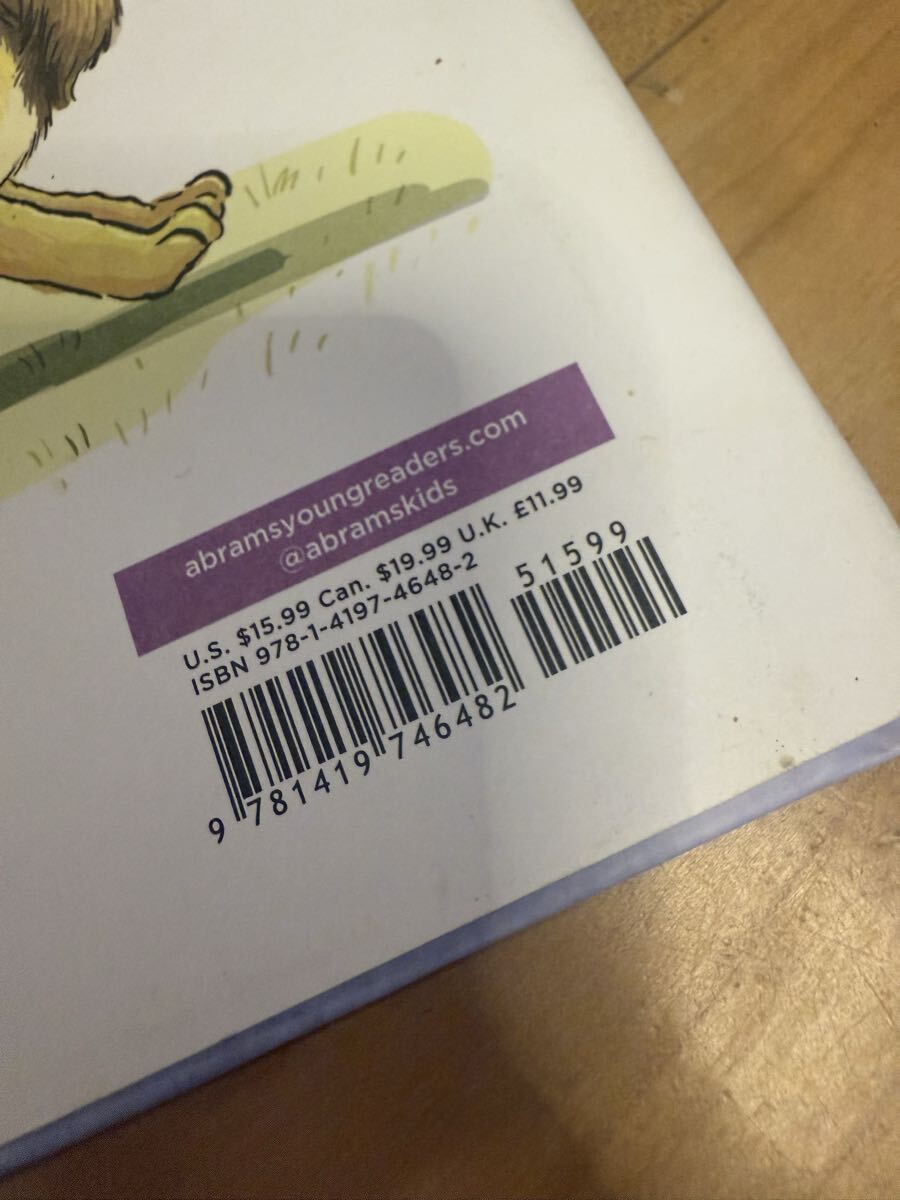 abramsyoungreaders.com
@abramskids
U.S. $15.99 Can. $19.99 U.K. £11.99
ISBN 978-1-4197-4648-2
51599
9 781419 746482